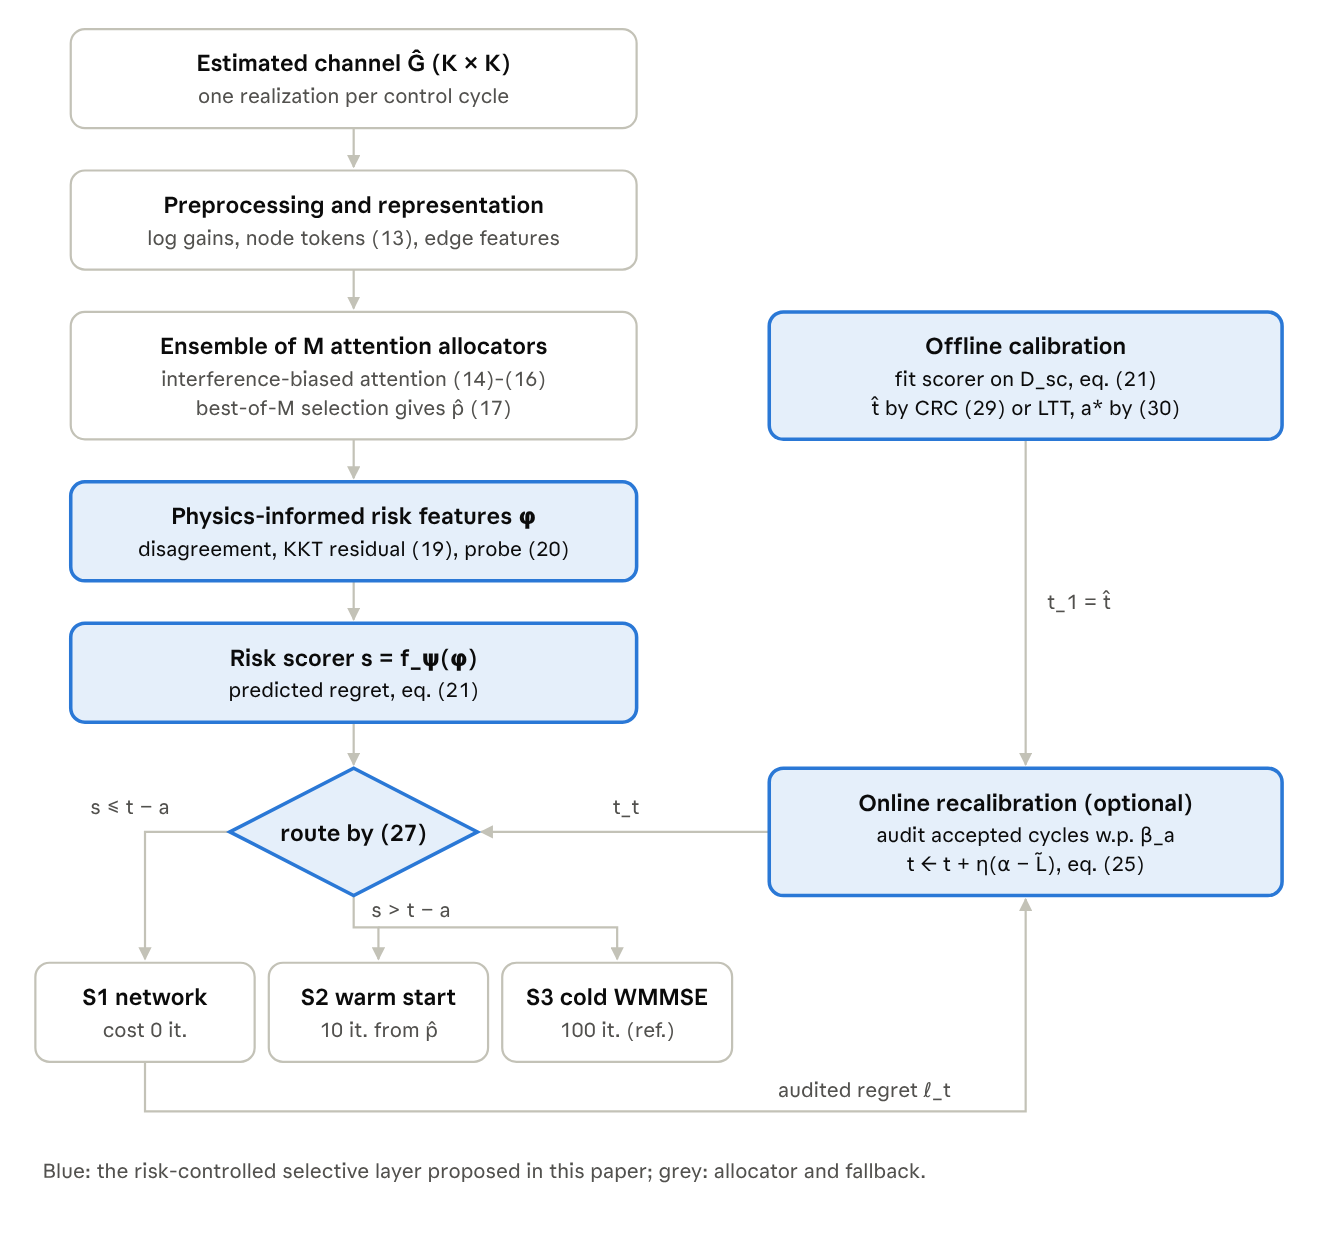 Estimated channel Ĝ (K × K)
one realization per control cycle
Preprocessing and representation
log gains, node tokens (13), edge features
Ensemble of M attention allocators
interference-biased attention (14)-(16)
best-of-M selection gives p̂ (17)
Offline calibration
fit scorer on D_sc, eq. (21)
t̂ by CRC (29) or LTT, a* by (30)
Physics-informed risk features φ
disagreement, KKT residual (19), probe (20)
t_1 = t̂
Risk scorer s = f_ψ(φ)
predicted regret, eq. (21)
s ≤ t − a
route by (27)
t_t
Online recalibration (optional)
audit accepted cycles w.p. β_a
t ← t + η(α − L̃), eq. (25)
s > t − a
S1 network
cost 0 it.
S2 warm start
10 it. from p̂
S3 cold WMMSE
100 it. (ref.)
audited regret ℓ_t
Blue: the risk-controlled selective layer proposed in this paper; grey: allocator and fallback.